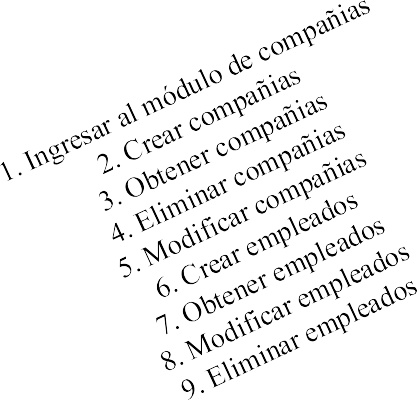 1. Ingresar al módulo de compañias
2. Crear compañias
3. Obtener compañias
4. Eliminar compañias
5. Modificar compañias
6. Crear empleados
7. Obtener empleados
8. Modificar empleados
9. Eliminar empleados